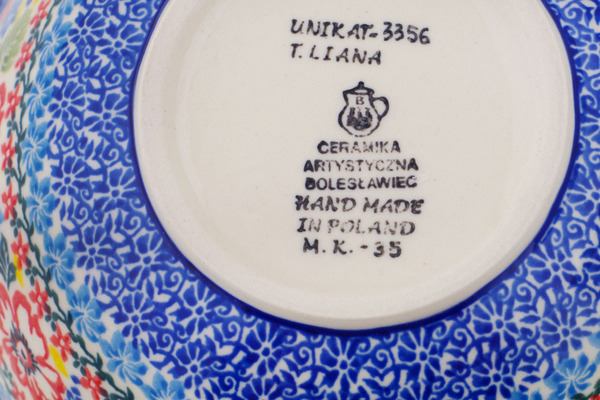 UNIKAT-3356
T. LIANA
B
CERAMIKA
ARTYSTYCZNA
BOLESŁAWIEC
HAND MADE
IN POLAND
M. K. - 35